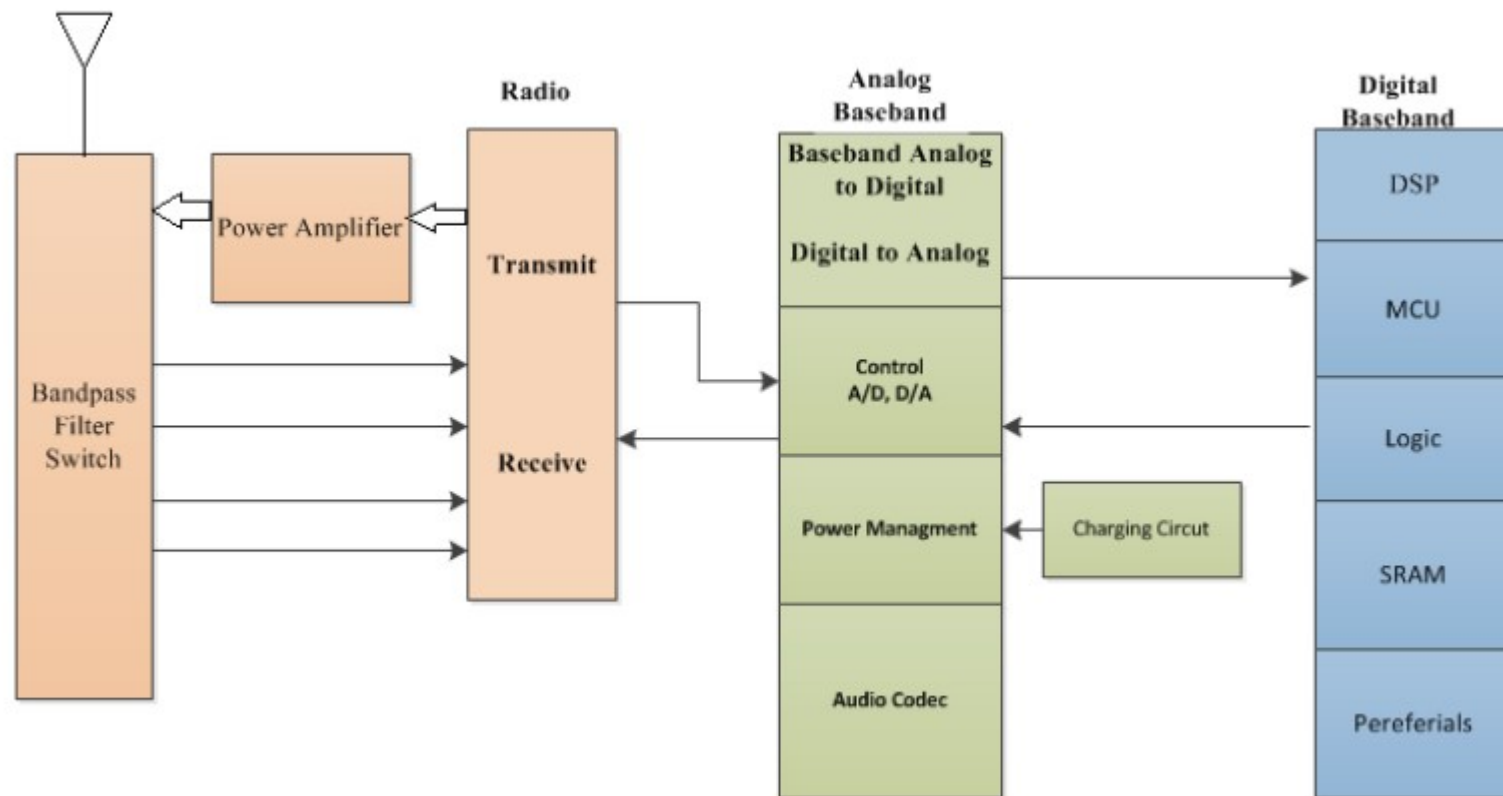 Radio
Analog
Baseband
Digital
Baseband
Bandpass
Filter
Switch
Power Amplifier
Transmit
Receive
Baseband Analog
to Digital
Digital to Analog
Control
A/D, D/A
Power Managment
Audio Codec
Charging Circut
DSP
MCU
Logic
SRAM
Pereferials